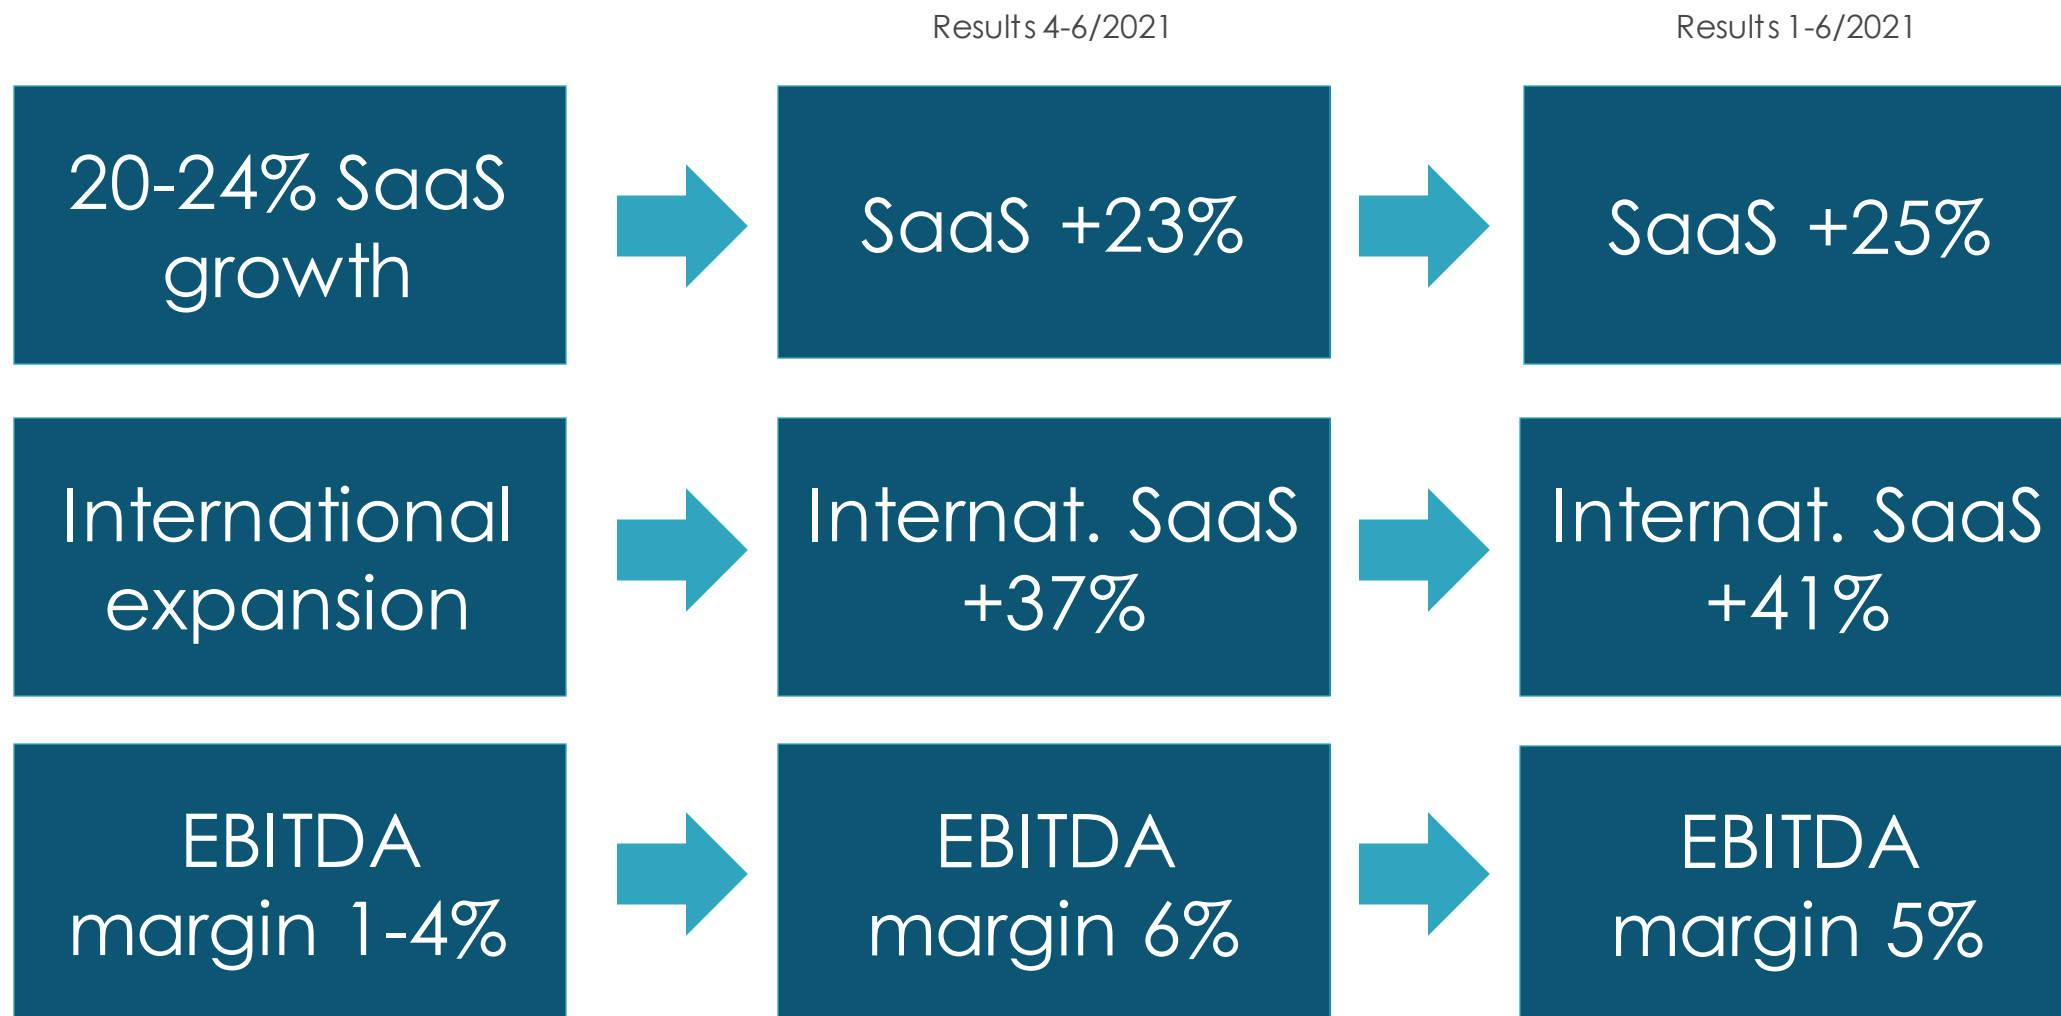 Results 4-6/2021
Results 1-6/2021
20-24% SaaS
growth
SaaS +23%
SaaS +25%
International
expansion
Internat. SaaS
+37%
Internat. SaaS
+41%
EBITDA
margin 1-4%
EBITDA
margin 6%
EBITDA
margin 5%